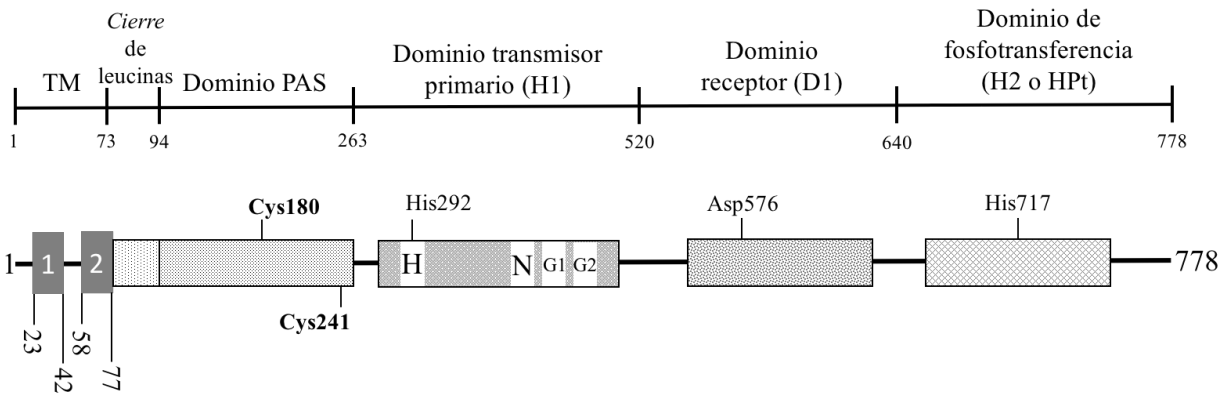 Cierre
de
leucinas
TM
Dominio PAS
Dominio transmisor
primario (H1)
Dominio
receptor (D1)
Dominio de
fosfotransferencia
(H2 o HPt)
1 73 94 263 520 640 778
Cys180 His292 Asp576 His717
1 1 2 H N G1 G2 778
Cys241
23 42 58 77